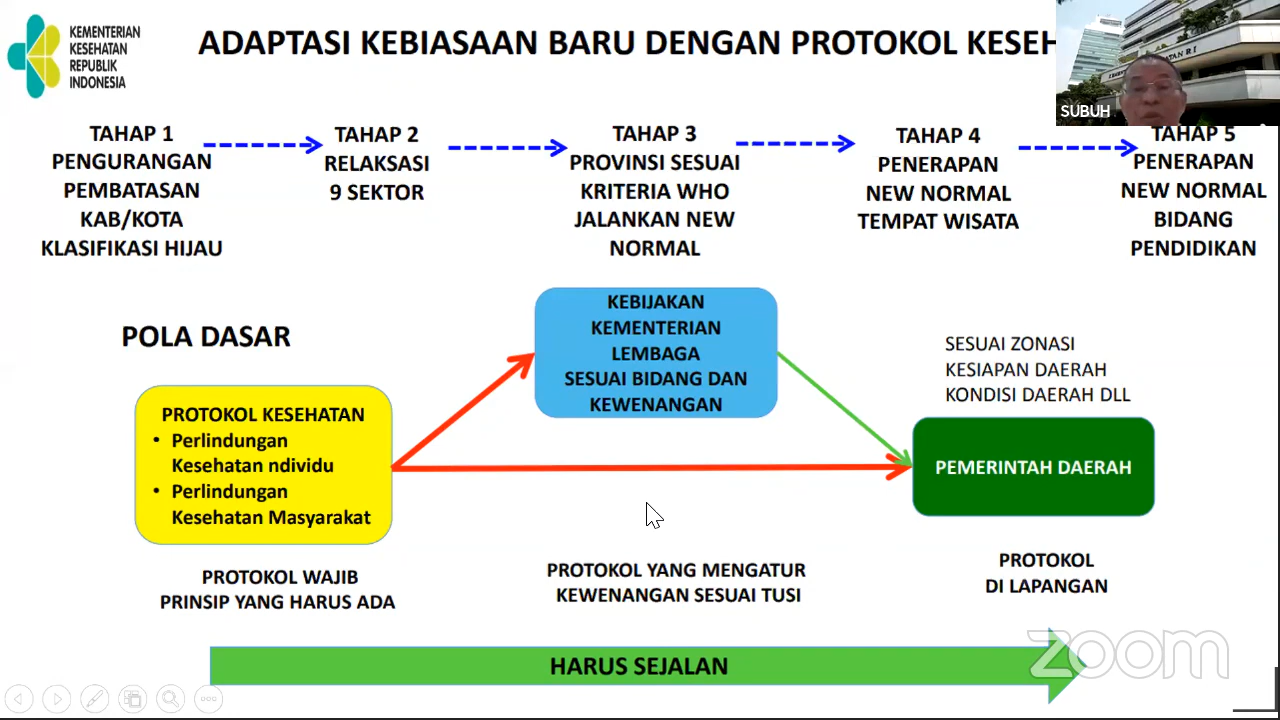 KEMENTERIAN
KESEHATAN
REPUBLIK
INDONESIA
ADAPTASI KEBIASAAN BARU DENGAN PROTOKOL
SUBUH
TAHAP 1
PENGURANGAN
PEMBATASAN
KAB/KOTA
KLASIFIKASI HIJAU
TAHAP 2
RELAKSASI
9 SEKTOR
TAHAP 3
PROVINSI SESUAI
KRITERIA WHO
JALANKAN NEW
NORMAL
TAHAP 4
PENERAPAN
NEW NORMAL
TEMPAT WISATA
TAHAP 5
PENERAPAN
NEW NORMAL
BIDANG
PENDIDIKAN
POLA DASAR
KEBIJAKAN
KEMENTERIAN
LEMBAGA
SESUAI BIDANG DAN
KEWENANGAN
SESUAI ZONASI
KESIAPAN DAERAH
KONDISI DAERAH DLL
PROTOKOL KESEHATAN
• Perlindungan
Kesehatan ndividu
• Perlindungan
Kesehatan Masyarakat
PEMERINTAH DAERAH
PROTOKOL WAJIB
PRINSIP YANG HARUS ADA
PROTOKOL YANG MENGATUR
KEWENANGAN SESUAI TUSI
PROTOKOL
DI LAPANGAN
HARUS SEJALAN
zoom